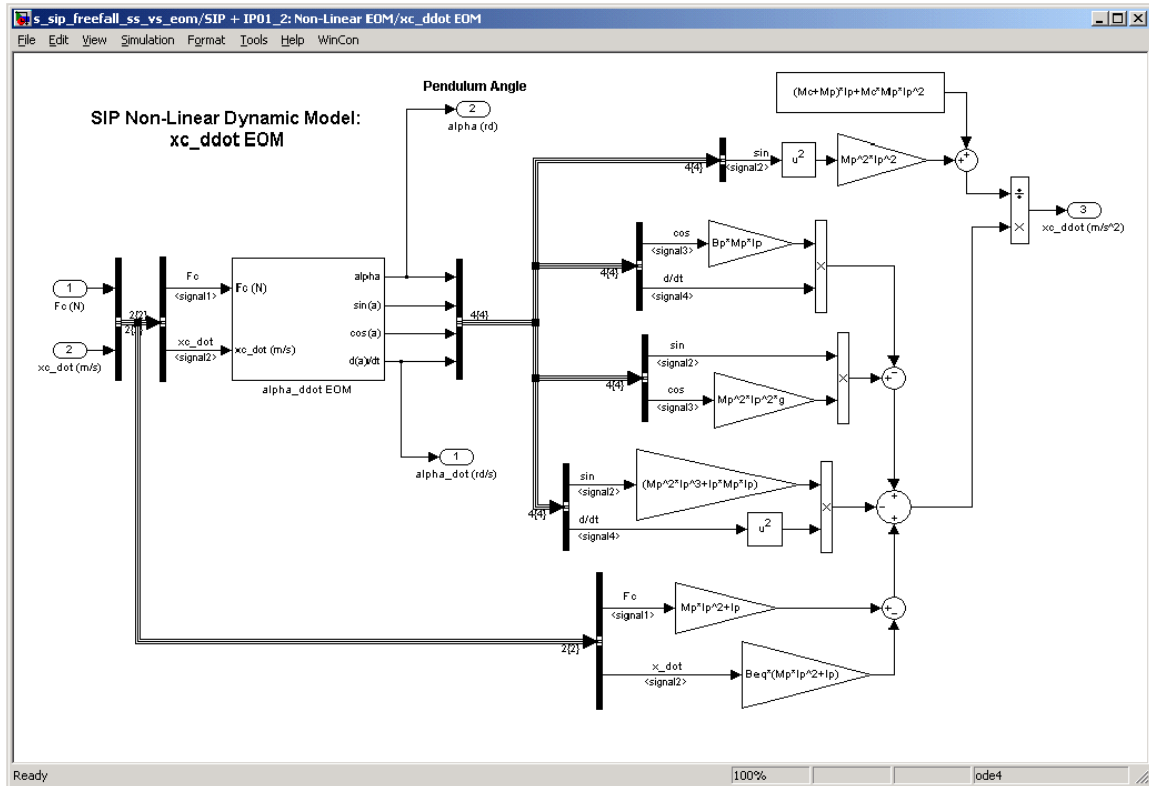 s_sip_freefall_ss_vs_eom/SIP + IP01_2: Non-Linear EOM/xc_ddot EOM
File Edit View Simulation Format Tools Help WinCon
SIP Non-Linear Dynamic Model:
xc_ddot EOM
Pendulum Angle
2
alpha (rd)
(Mc+Mp)*Ip+Mc*Mp*lp^2
4{4}
sin
<signal2>
u²
Mp^2*lp^2
+
+
÷
×
3
xc_ddot (m/s^2)
1
Fc (N)
2
xc_dot (m/s)
2{2}
2{2}
Fc
<signal1>
xc_dot
<signal2>
Fc (N)
xc_dot (m/s)
alpha
sin(a)
cos(a)
d(a)/dt
alpha_ddot EOM
4{4}
4{4}
cos
<signal3>
Bp*Mp*lp
d/dt
<signal4>
×
4{4}
sin
<signal2>
cos
<signal3>
Mp^2*lp^2*g
×
+
-
1
alpha_dot (rd/s)
4{4}
sin
<signal2>
(Mp^2*lp^3+Ip*Mp*lp)
d/dt
<signal4>
u²
×
-
+
+
2{2}
Fc
<signal1>
Mp*lp^2+Ip
x_dot
<signal2>
Beq*(Mp*lp^2+Ip)
+
-
Ready
100%
ode4